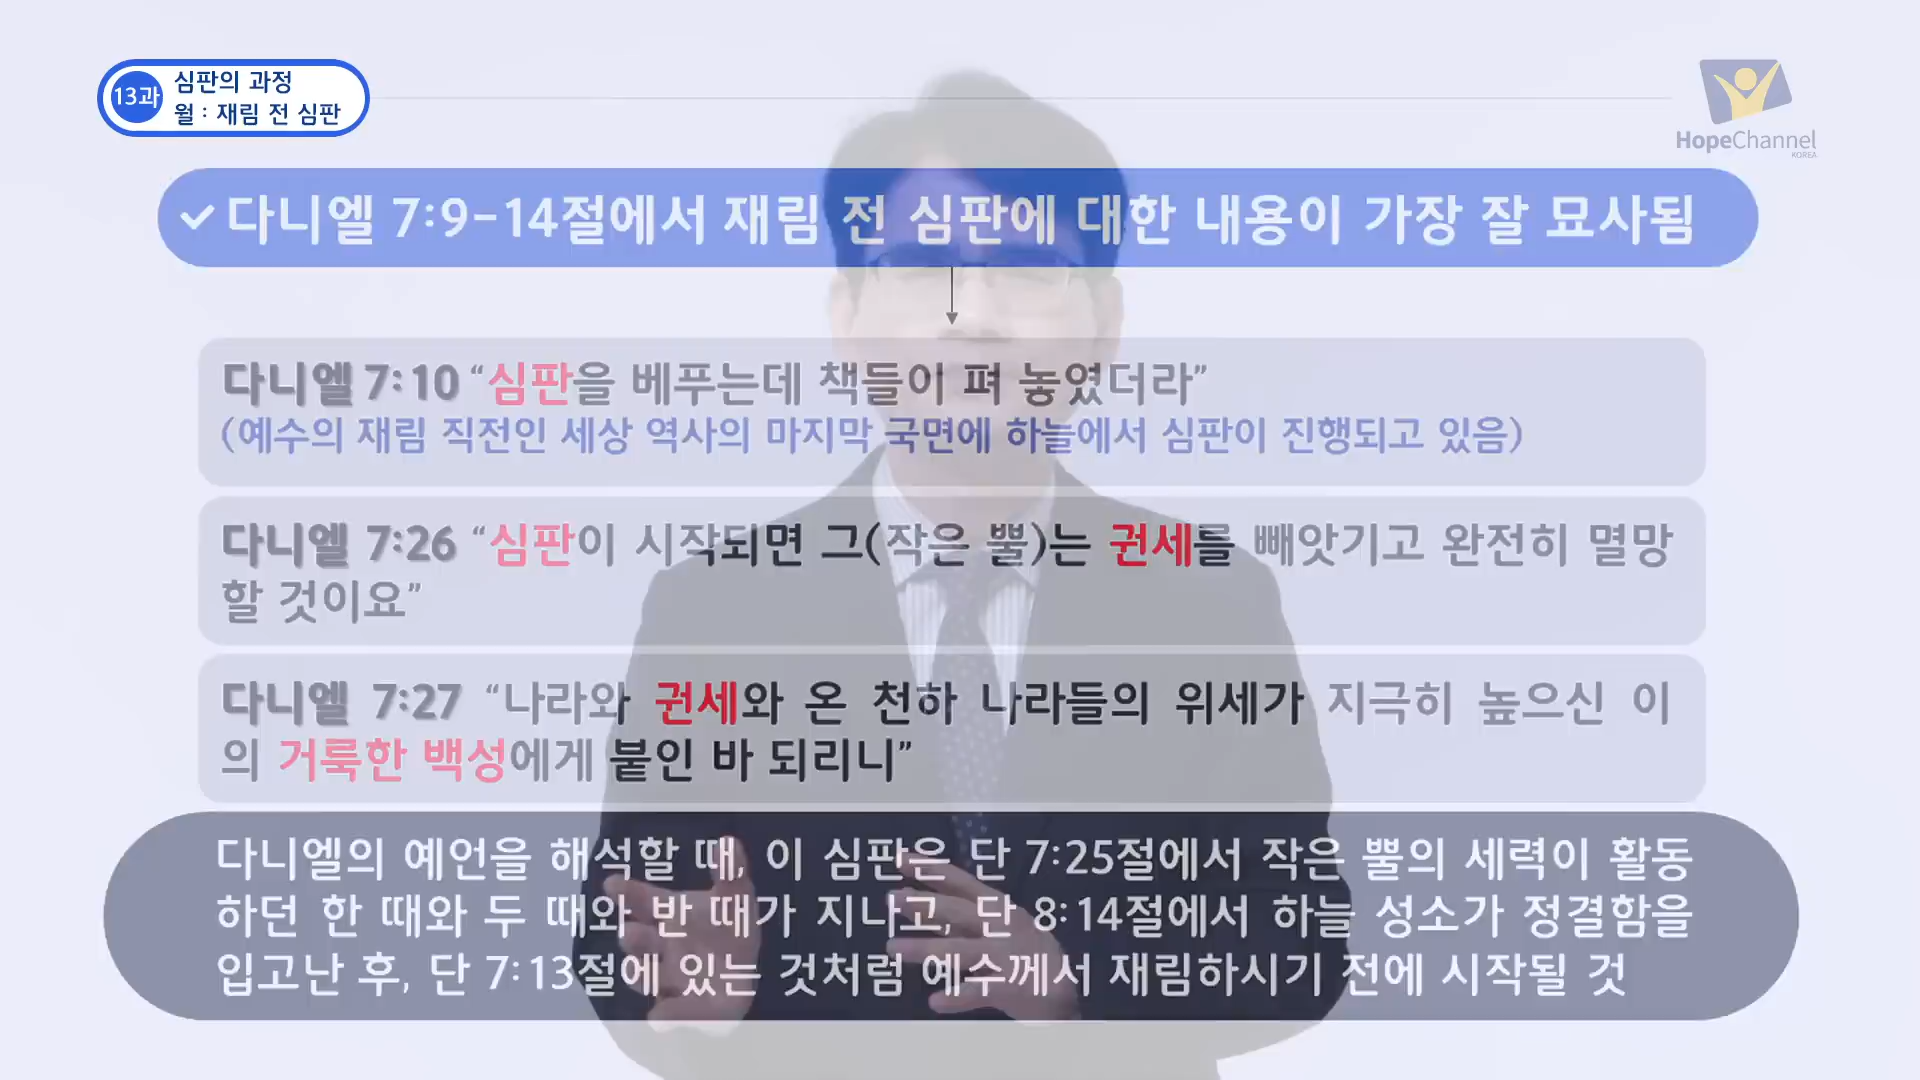 13과
심판의 과정
월 : 재림 전 심판
HopeChannel
KOREA
다니엘 7:9-14절에서 재림 전 심판에 대한 내용이 가장 잘 묘사됨
다니엘 7:10 “심판을 베푸는데 책들이 펴 놓였더라”
(예수의 재림 직전인 세상 역사의 마지막 국면에 하늘에서 심판이 진행되고 있음)
다니엘 7:26 “심판이 시작되면 그(작은 뿔)는 권세를 빼앗기고 완전히 멸망
할 것이요”
다니엘 7:27 “나라와 권세와 온 천하 나라들의 위세가 지극히 높으신 이
의 거룩한 백성에게 붙인 바 되리니”
다니엘의 예언을 해석할 때, 이 심판은 단 7:25절에서 작은 뿔의 세력이 활동
하던 한 때와 두 때와 반 때가 지나고, 단 8:14절에서 하늘 성소가 정결함을
입고난 후, 단 7:13절에 있는 것처럼 예수께서 재림하시기 전에 시작될 것